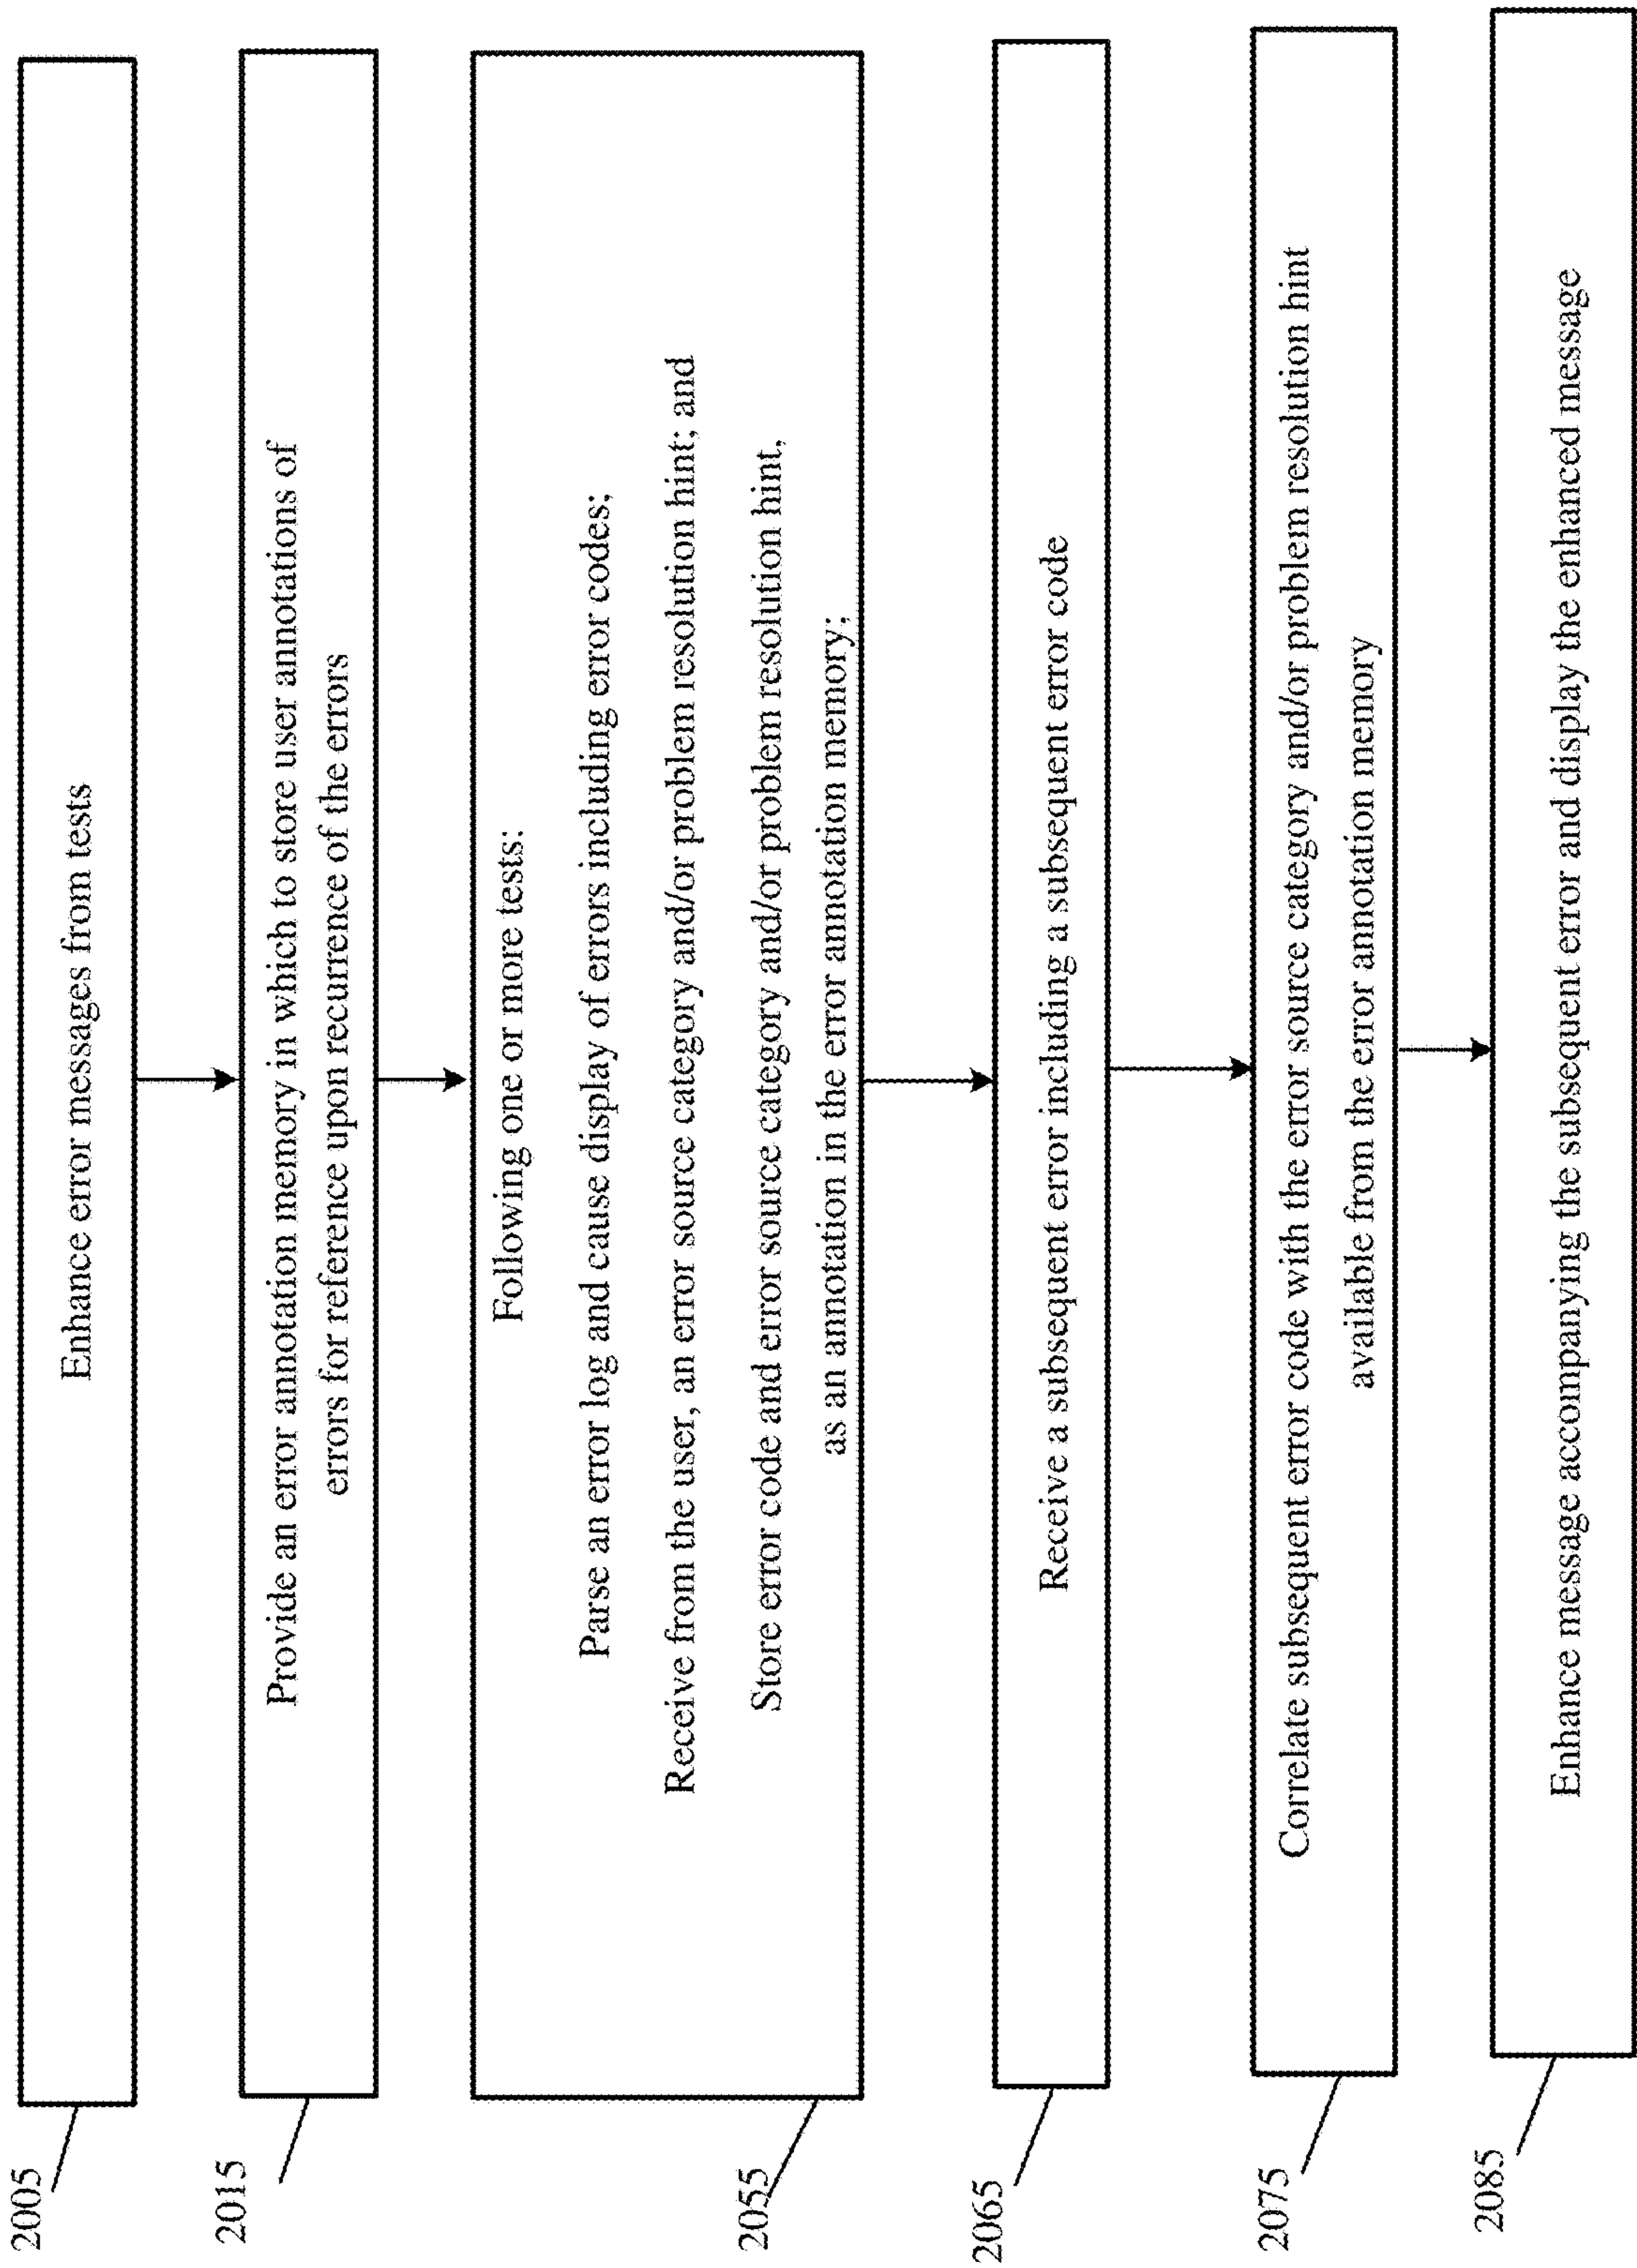 2005
Enhance error messages from tests
2015
Provide an error annotation memory in which to store user annotations of
errors for reference upon recurrence of the errors
2055
Following one or more tests:
Parse an error log and cause display of errors including error codes;
Receive from the user, an error source category and/or problem resolution hint; and
Store error code and error source category and/or problem resolution hint,
as an annotation in the error annotation memory;
2065
Receive a subsequent error including a subsequent error code
2075
Correlate subsequent error code with the error source category and/or problem resolution hint
available from the error annotation memory
2085
Enhance message accompanying the subsequent error and display the enhanced message